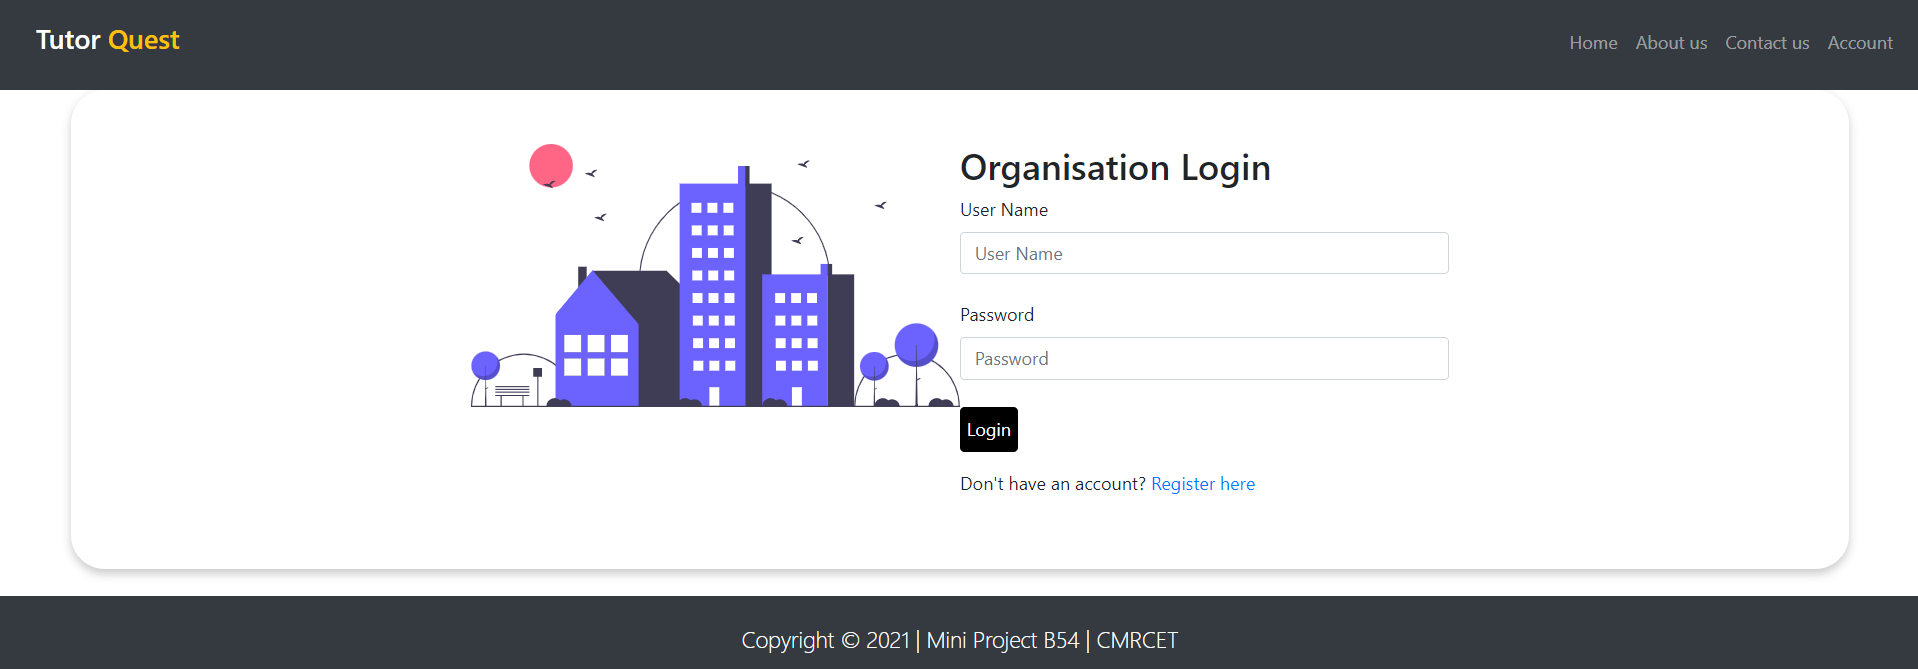 Tutor Quest
Home About us Contact us Account
Organisation Login
User Name
User Name
Password
Password
Login
Don't have an account? Register here
Copyright © 2021 | Mini Project B54 | CMRCET